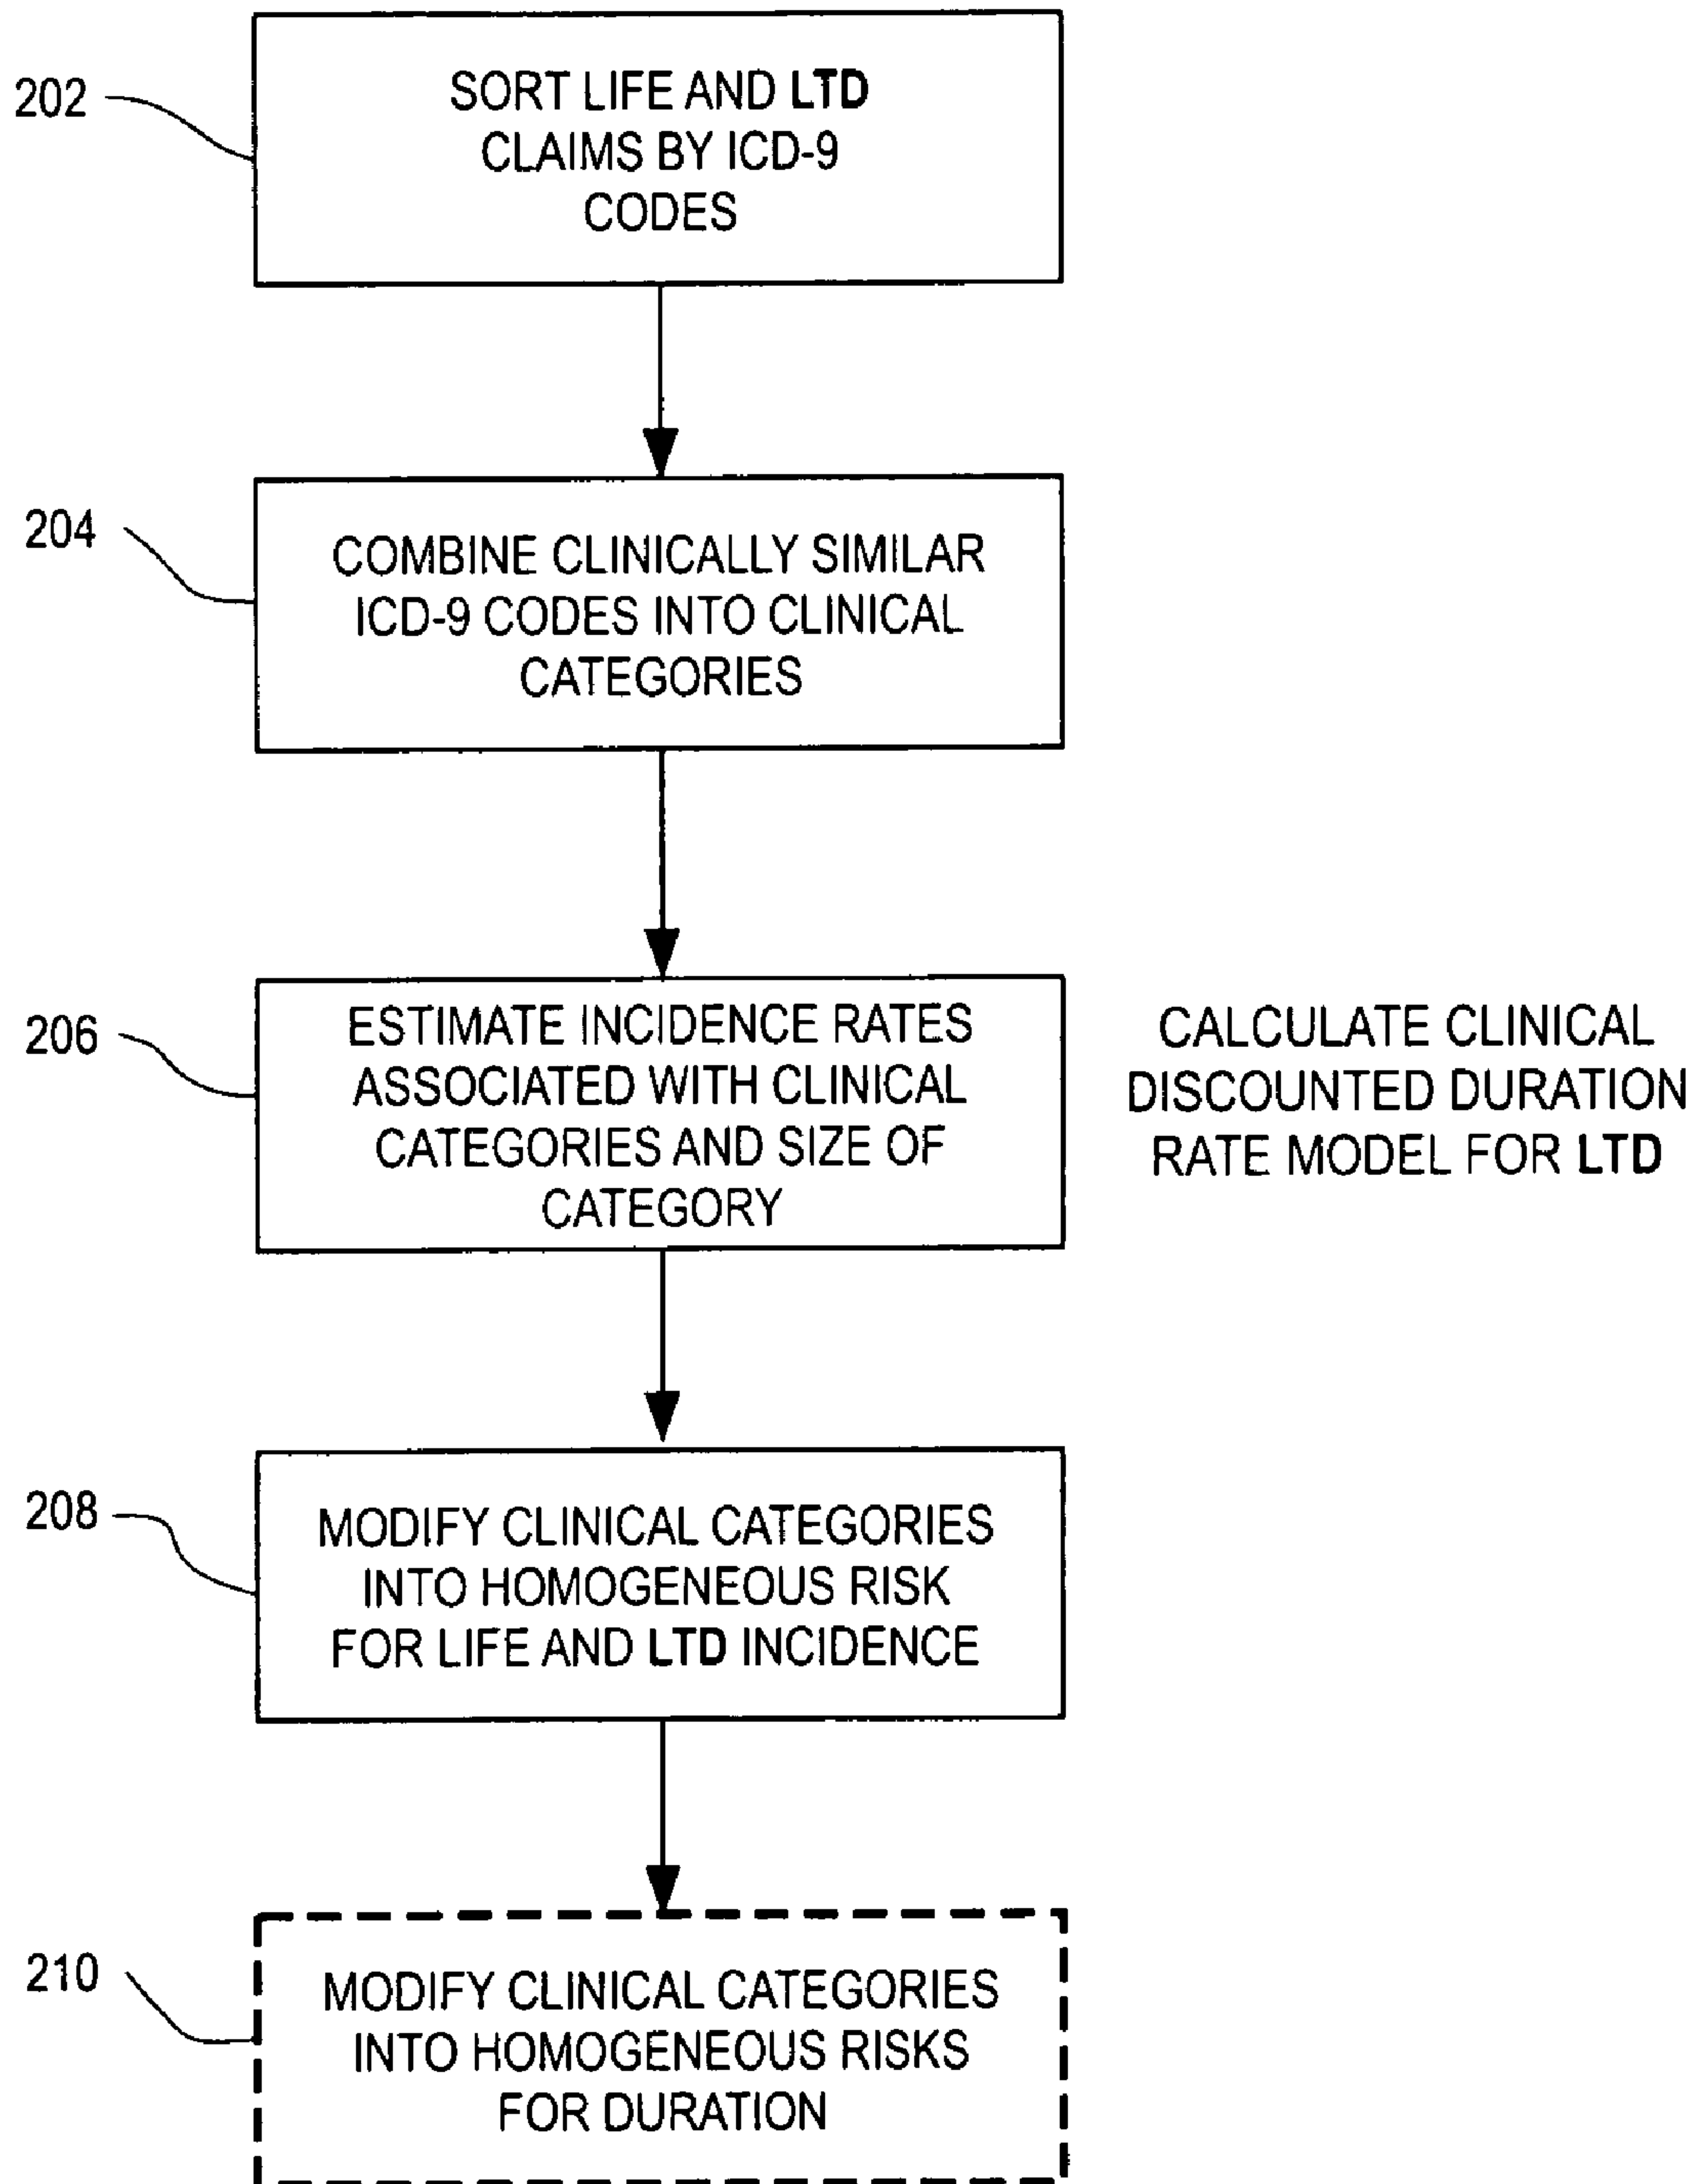 202
SORT LIFE AND LTD
CLAIMS BY ICD-9
CODES
204
COMBINE CLINICALLY SIMILAR
ICD-9 CODES INTO CLINICAL
CATEGORIES
206
ESTIMATE INCIDENCE RATES
ASSOCIATED WITH CLINICAL
CATEGORIES AND SIZE OF
CATEGORY
CALCULATE CLINICAL
DISCOUNTED DURATION
RATE MODEL FOR LTD
208
MODIFY CLINICAL CATEGORIES
INTO HOMOGENEOUS RISK
FOR LIFE AND LTD INCIDENCE
210
MODIFY CLINICAL CATEGORIES
INTO HOMOGENEOUS RISKS
FOR DURATION